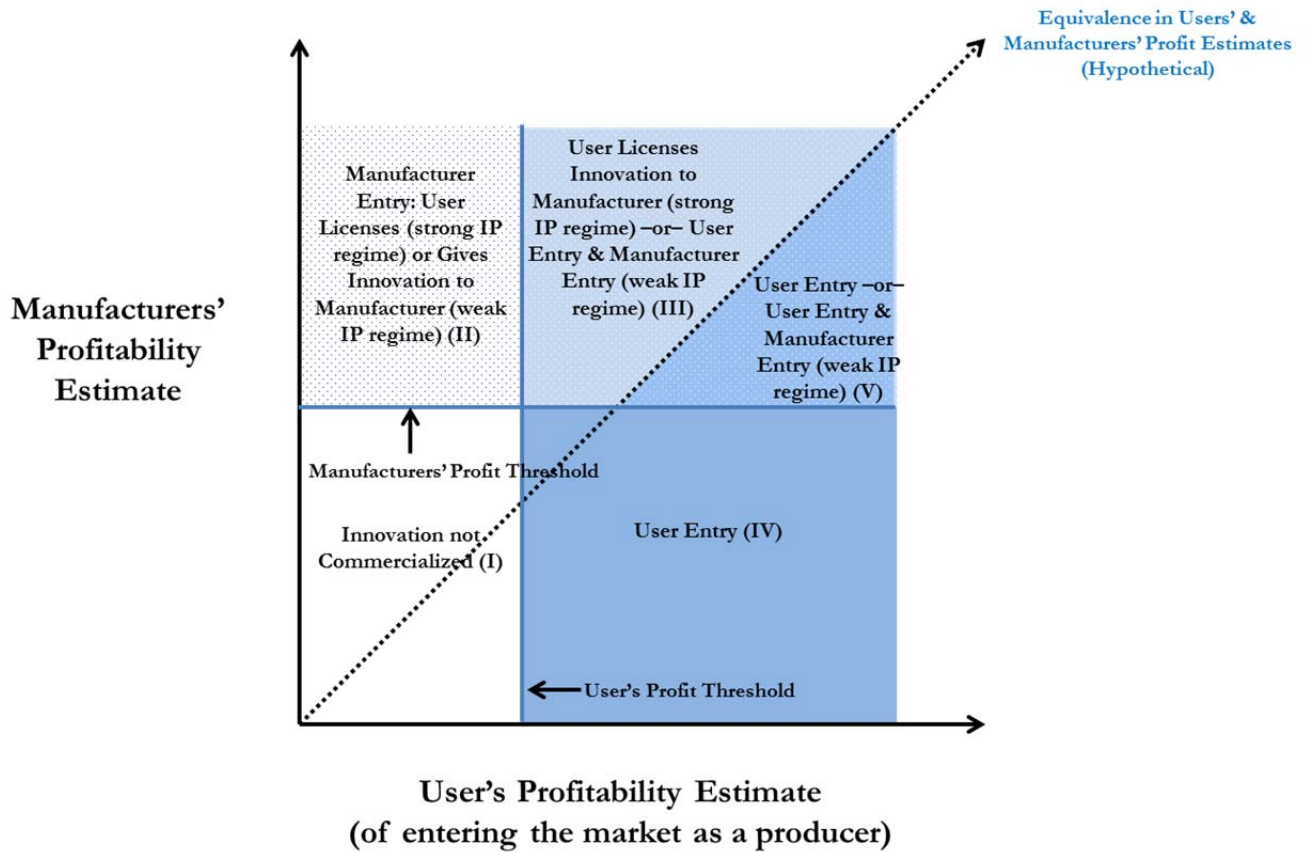 Equivalence in Users' &
Manufacturers' Profit Estimates
(Hypothetical)
Manufacturer
Entry: User
Licenses (strong IP
regime) or Gives
Innovation to
Manufacturer (weak
IP regime) (II)
User Licenses
Innovation to
Manufacturer (strong
IP regime) –or– User
Entry & Manufacturer
Entry (weak IP
regime) (III)
User Entry –or–
User Entry &
Manufacturer
Entry (weak IP
regime) (V)
Manufacturers'
Profitability
Estimate
Manufacturers' Profit Threshold
Innovation not
Commercialized (I)
User Entry (IV)
User's Profit Threshold
User's Profitability Estimate
(of entering the market as a producer)